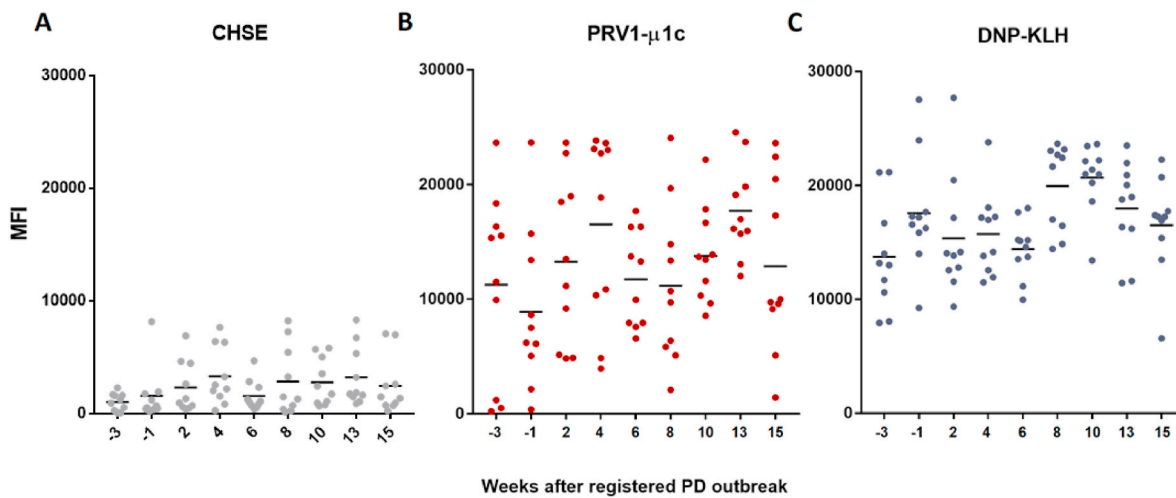 A
CHSE
MFI
30000
20000
10000
0
-3 -1 2 4 6 8 10 13 15
B
PRV1-μ1c
30000
20000
10000
0
-3 -1 2 4 6 8 10 13 15
C
DNP-KLH
30000
20000
10000
0
-3 -1 2 4 6 8 10 13 15
Weeks after registered PD outbreak